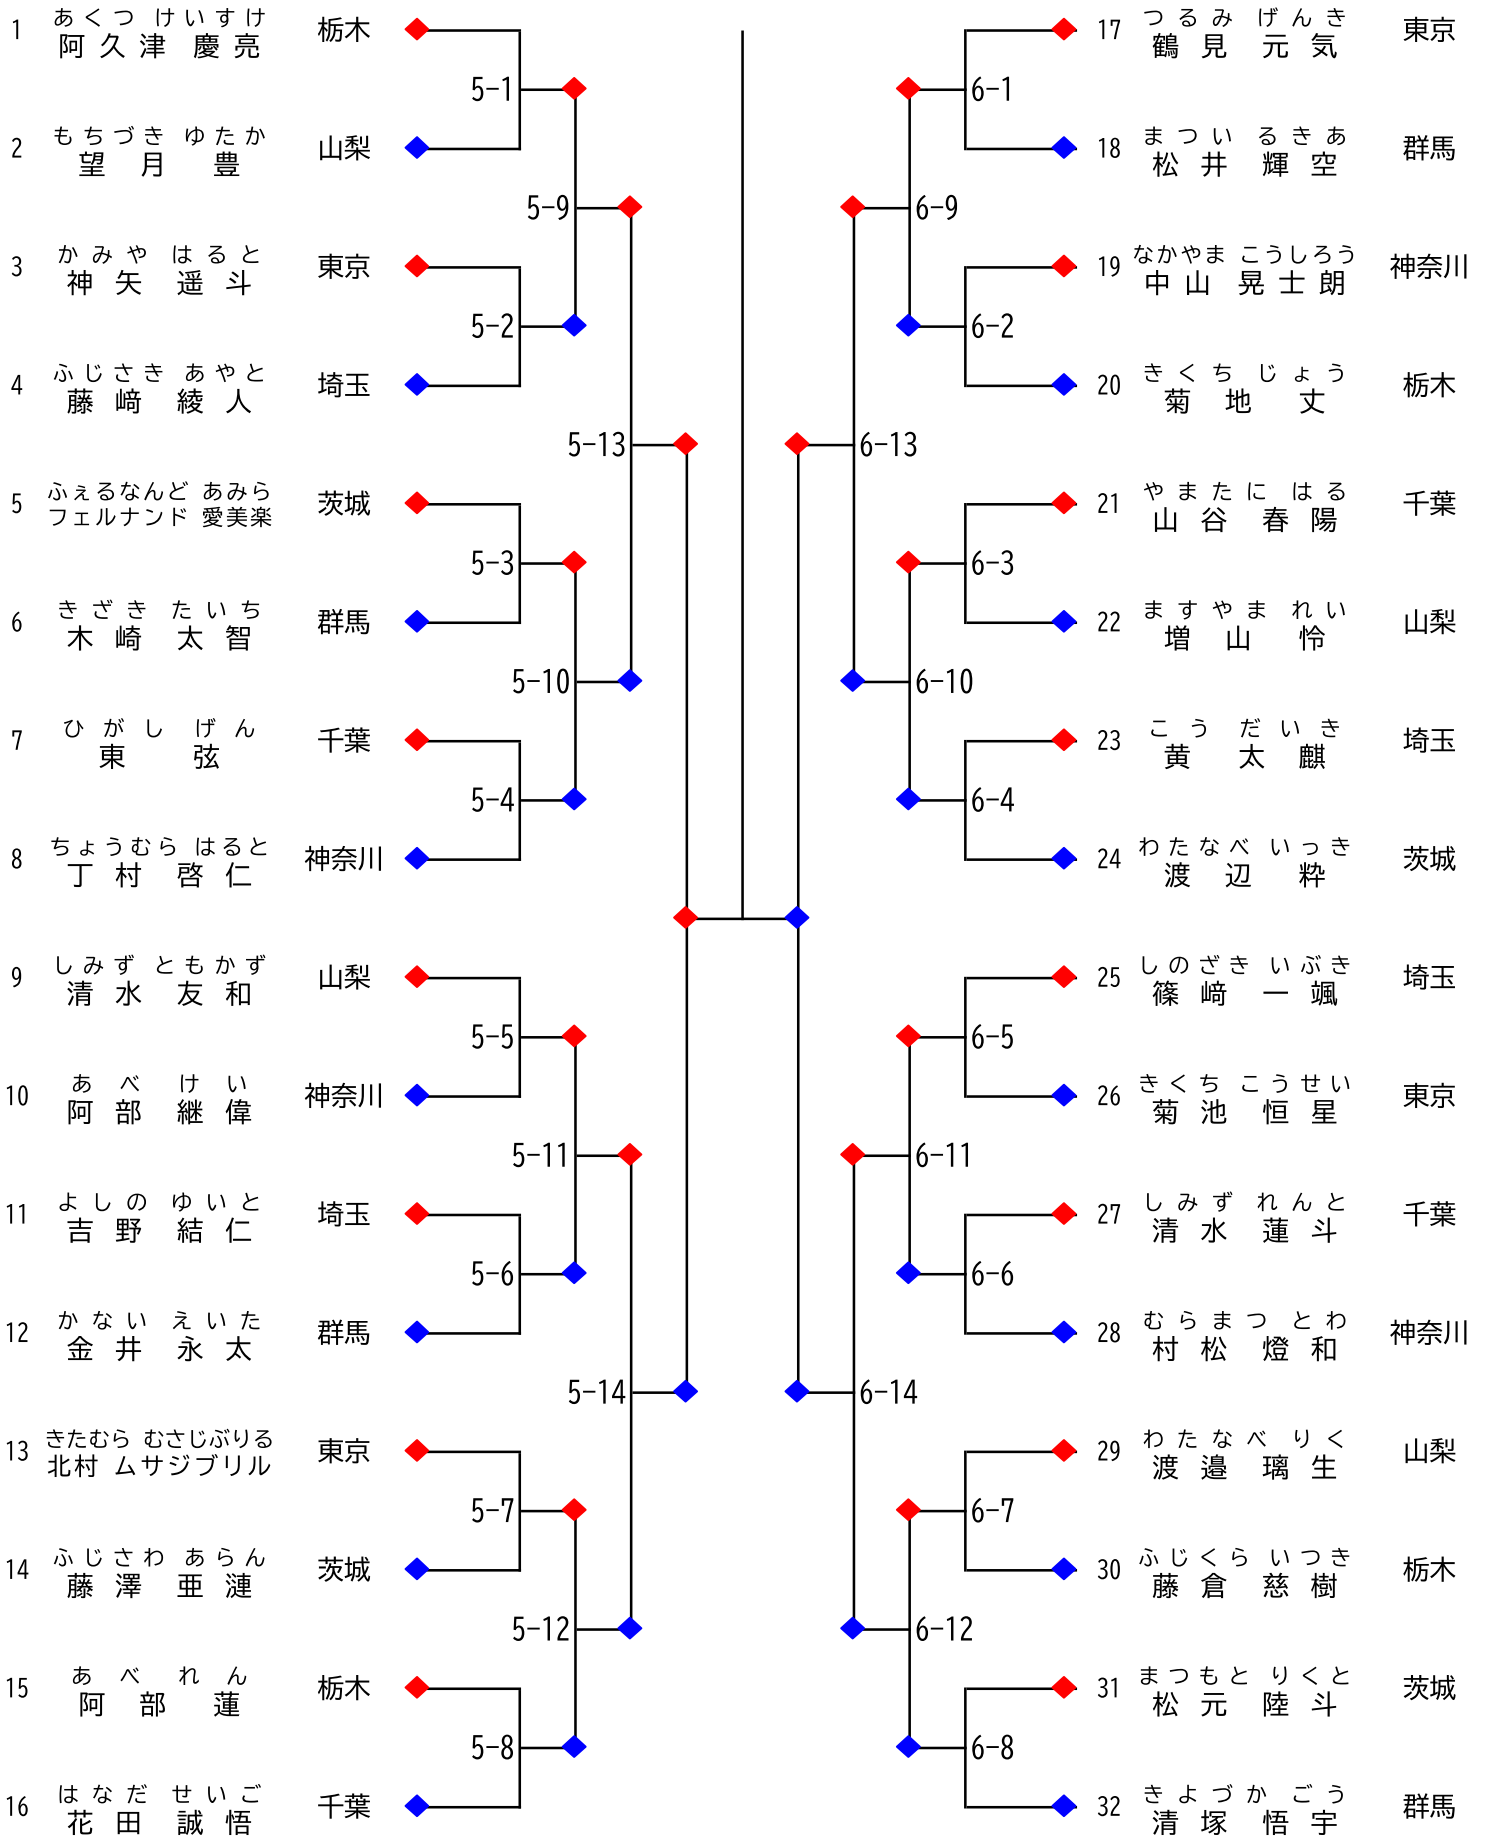 1 あくつ けいすけ
阿久津 慶亮 栃木
5-1
2 もちづき ゆたか
望月 豊 山梨
5-9
3 かみや はると
神矢 遥斗 東京
5-2
4 ふじさき あやと
藤﨑 綾人 埼玉
5-13
5 ふぇるなんど あみら
フェルナンド 愛美楽 茨城
5-3
6 きざき たいち
木崎 太智 群馬
5-10
7 ひがし げん
東 弦 千葉
5-4
8 ちょうむら はると
丁村 啓仁 神奈川
9 しみず ともかず
清水 友和 山梨
5-5
10 あべ けい
阿部 継偉 神奈川
5-11
11 よしの ゆいと
吉野 結仁 埼玉
5-6
12 かない えいた
金井 永太 群馬
5-14
13 きたむら むさじぶりる
北村 ムサジブリル 東京
5-7
14 ふじさわ あらん
藤澤 亜漣 茨城
5-12
15 あべ れん
阿部 蓮 栃木
5-8
16 はなだ せいご
花田 誠悟 千葉
17 つるみ げんき
鶴見 元気 東京
6-1
18 まつい るきあ
松井 輝空 群馬
6-9
19 なかやま こうしろう
中山 晃士朗 神奈川
6-2
20 きくち じょう
菊地 丈 栃木
6-13
21 やまたに はる
山谷 春陽 千葉
6-3
22 ますやま れい
増山 怜 山梨
6-10
23 こう だいき
黄 太麒 埼玉
6-4
24 わたなべ いっき
渡辺 粋 茨城
25 しのざき いぶき
篠﨑 一颯 埼玉
6-5
26 きくち こうせい
菊池 恒星 東京
6-11
27 しみず れんと
清水 蓮斗 千葉
6-6
28 むらまつ とわ
村松 燈和 神奈川
6-14
29 わたなべ りく
渡邉 璃生 山梨
6-7
30 ふじくら いつき
藤倉 慈樹 栃木
6-12
31 まつもと りくと
松元 陸斗 茨城
6-8
32 きよづか ごう
清塚 悟宇 群馬